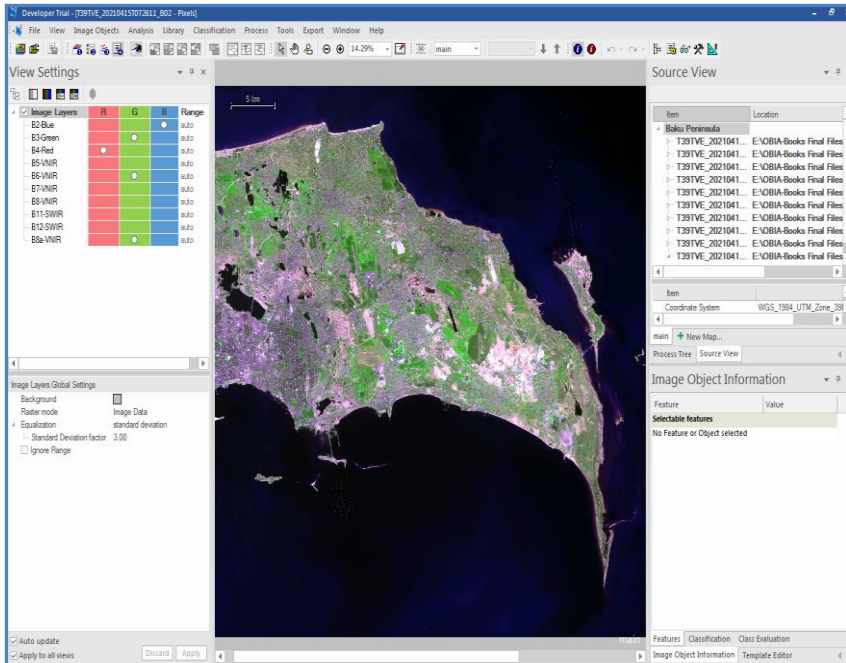 Developer Trial - [T39TVE_20210415T072611_B02 - Pixels]
File View Image Objects Analysis Library Classification Process Tools Export Window Help
14.29% main
View Settings
Image Layers R G B Range
B2-Blue auto
B3-Green auto
B4-Red auto
B5-VNIR auto
B6-VNIR auto
B7-VNIR auto
B8-VNIR auto
B11-SWIR auto
B12-SWIR auto
B8a-VNIR auto
Image Layers Global Settings
Background
Raster mode Image Data
Equalization standard deviation
Standard Deviation factor 3.00
Ignore Range
Auto update
Apply to all views Discard Apply
5 km
main
Source View
Item Location
Baku Peninsula
T39TVE_2021041... E:\OBIA-Books Final Files
T39TVE_2021041... E:\OBIA-Books Final Files
T39TVE_2021041... E:\OBIA-Books Final Files
T39TVE_2021041... E:\OBIA-Books Final Files
T39TVE_2021041... E:\OBIA-Books Final Files
T39TVE_2021041... E:\OBIA-Books Final Files
T39TVE_2021041... E:\OBIA-Books Final Files
T39TVE_2021041... E:\OBIA-Books Final Files
T39TVE_2021041... E:\OBIA-Books Final Files
T39TVE_2021041... E:\OBIA-Books Final Files
Item
Coordinate System WGS_1984_UTM_Zone_39
main New Map...
Process Tree Source View
Image Object Information
Feature Value
Selectable features
No Feature or Object selected
Features Classification Class Evaluation
Image Object Information Template Editor